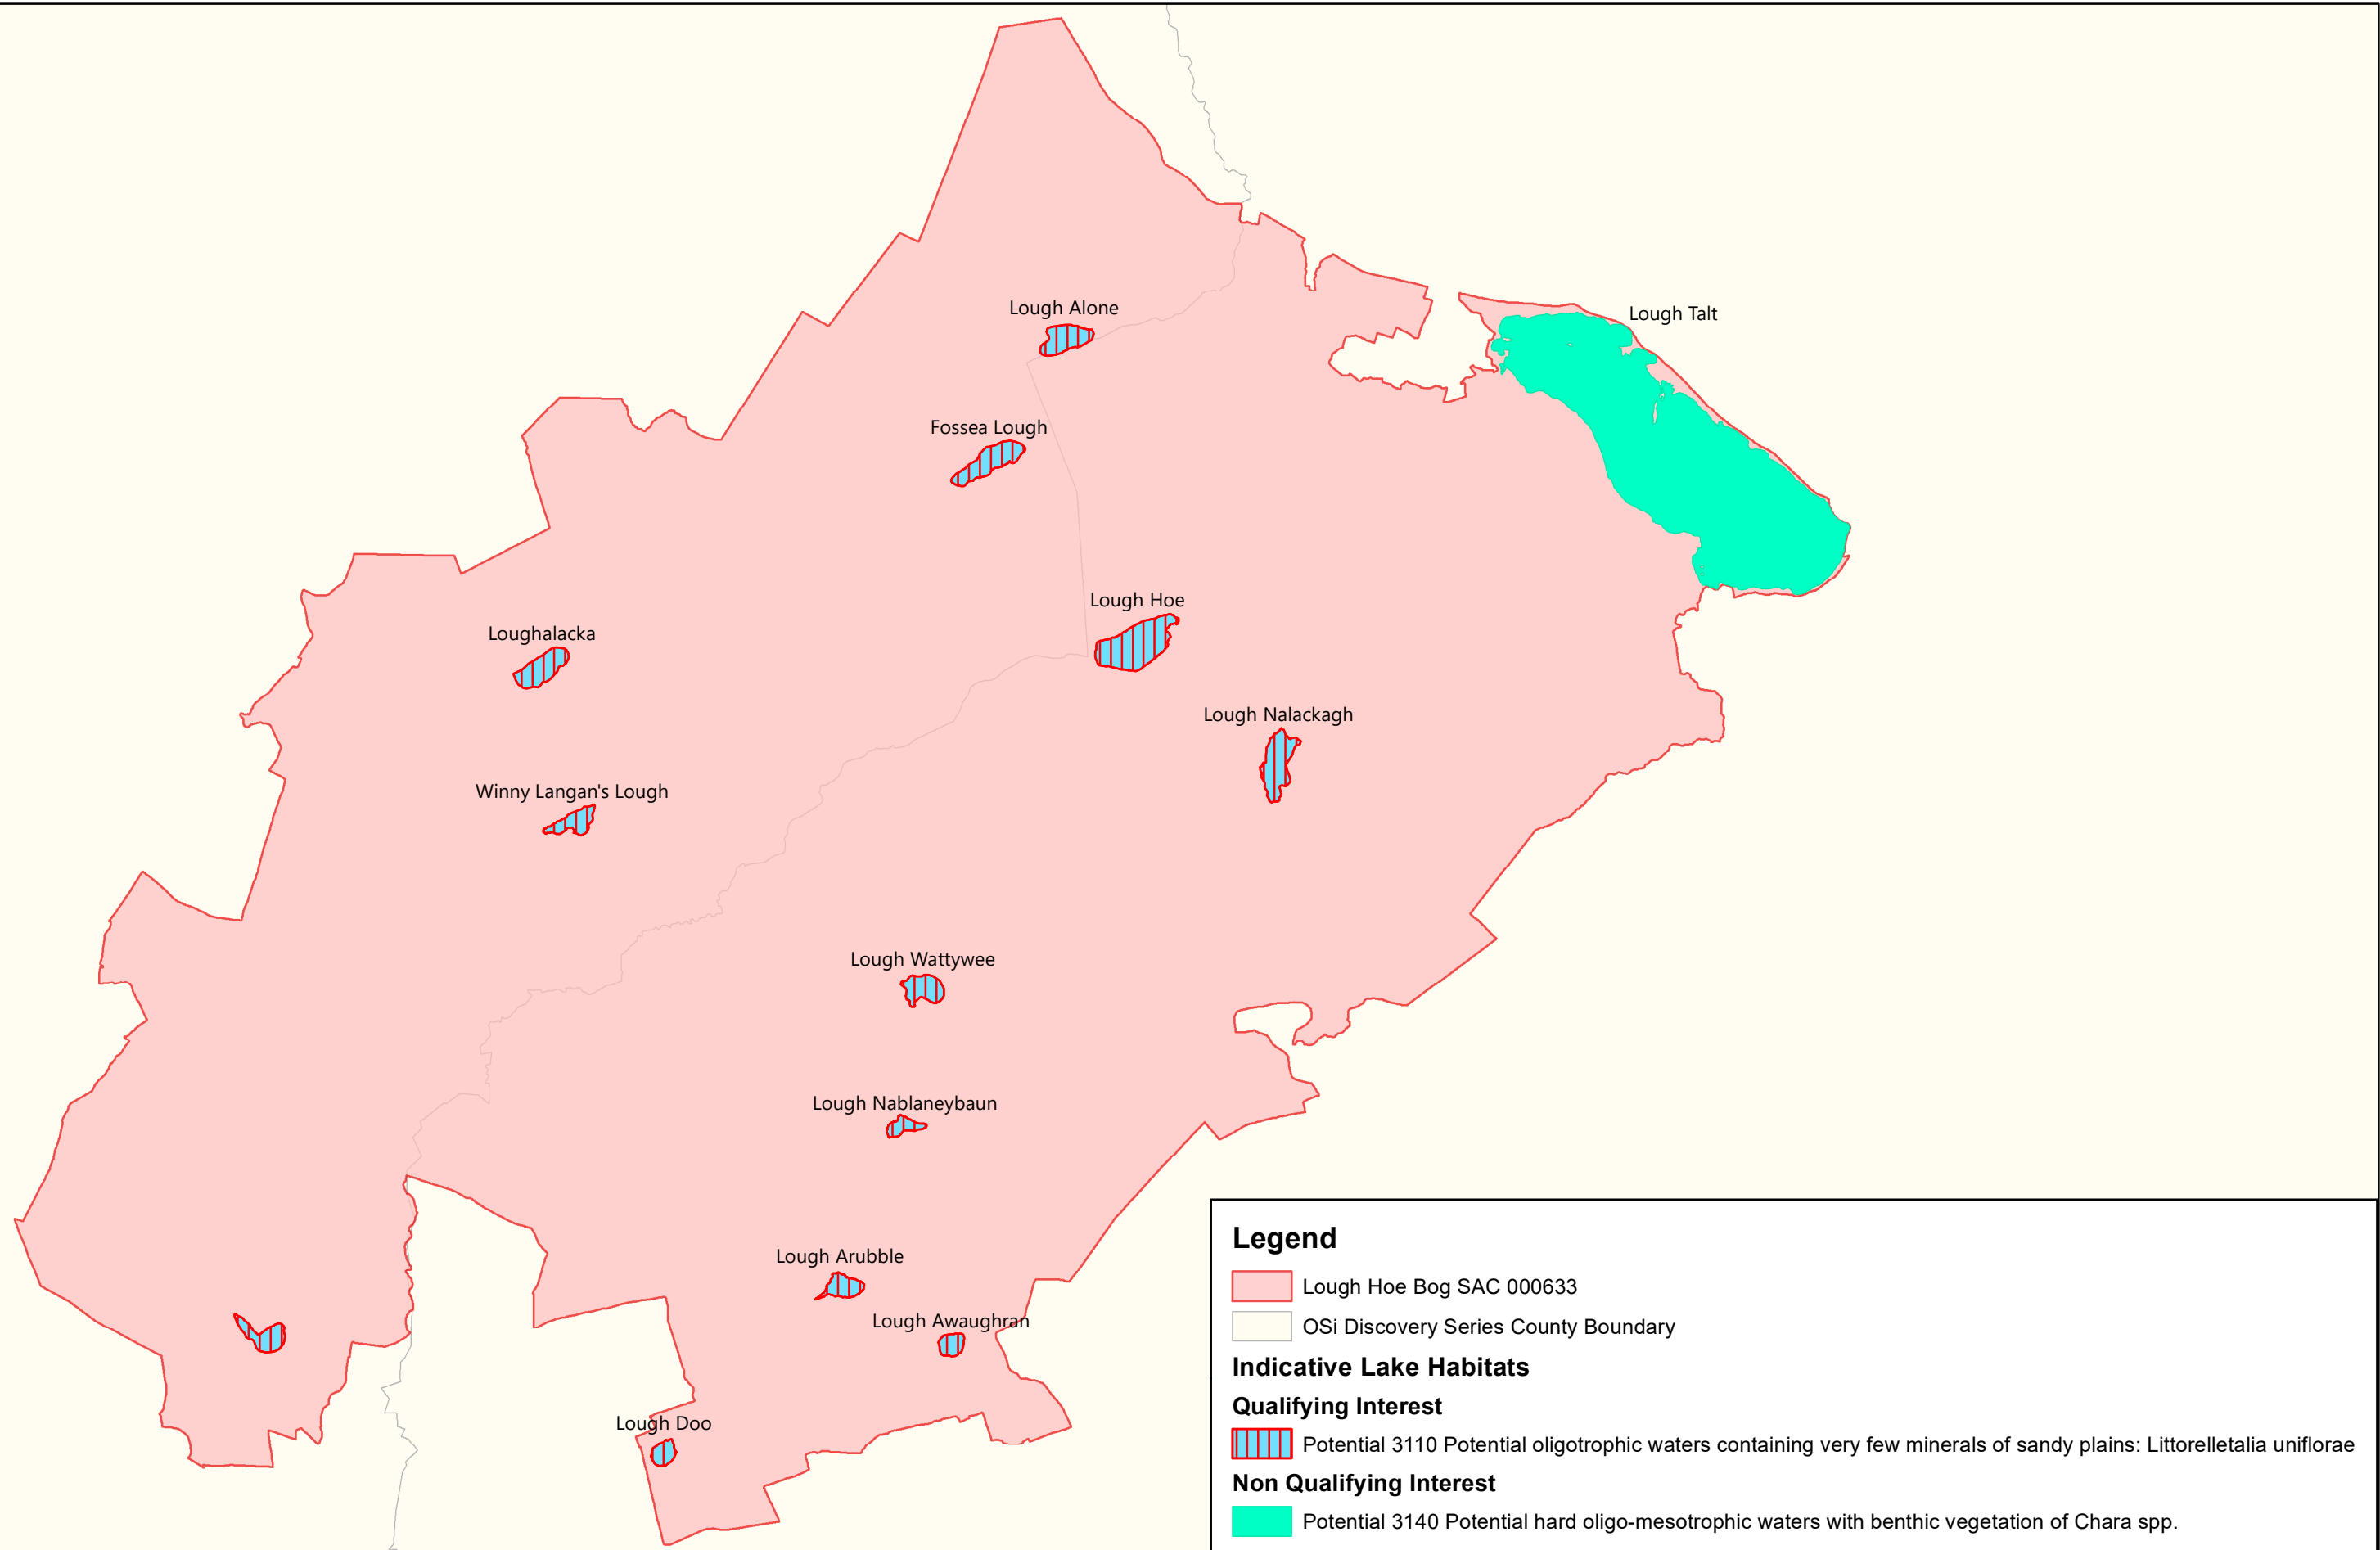 Lough Alone
Lough Talt
Fossea Lough
Lough Hoe
Loughalacka
Lough Nalackagh
Winny Langan's Lough
Lough Wattywee
Lough Nablaneybaun
Lough Arubble
Lough Awaughran
Lough Doo
Legend
Lough Hoe Bog SAC 000633
OSi Discovery Series County Boundary
Indicative Lake Habitats
Qualifying Interest
Potential 3110 Potential oligotrophic waters containing very few minerals of sandy plains: Littorelletalia uniflorae
Non Qualifying Interest
Potential 3140 Potential hard oligo-mesotrophic waters with benthic vegetation of Chara spp.